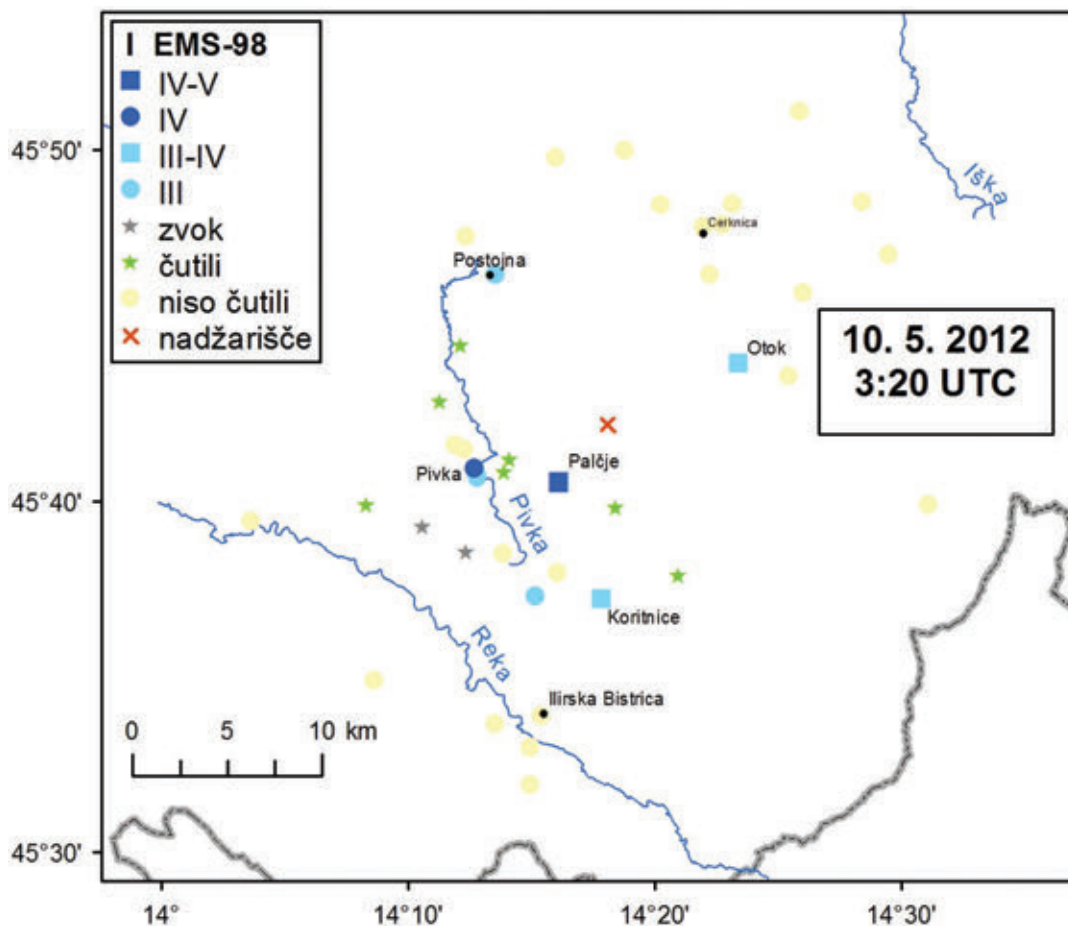 I EMS-98
IV-V
IV
III-IV
III
zvok
čutili
niso čutili
nadžarišče
10. 5. 2012
3:20 UTC
45°50'
45°40'
45°30'
Iška
Cerknica
Postojna
Otok
Palčje
Pivka
Pivka
Koritnice
Reka
Ilirska Bistrica
0 5 10 km
14° 14°10' 14°20' 14°30'